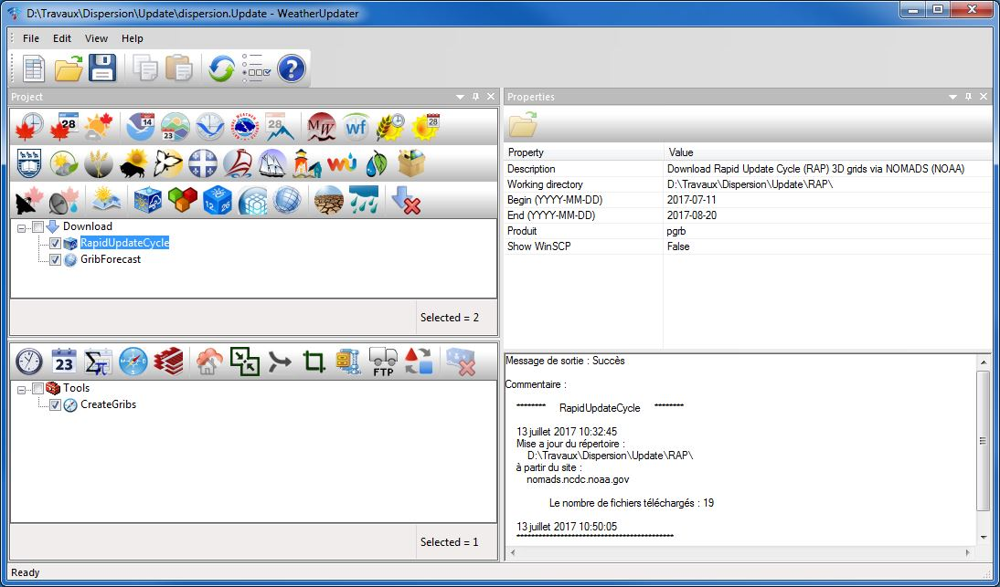 D:\Travaux\Dispersion\Update\dispersion.Update - WeatherUpdater
File Edit View Help
Project
28
14
23
28
MW
wf
28
wu
12 26
Download
RapidUpdateCycle
GribForecast
Selected = 2
23
FTP
Tools
CreateGribs
Selected = 1
Properties
Property Value
Description Download Rapid Update Cycle (RAP) 3D grids via NOMADS (NOAA)
Working directory D:\Travaux\Dispersion\Update\RAP\
Begin (YYYY-MM-DD) 2017-07-11
End (YYYY-MM-DD) 2017-08-20
Produit pgrb
Show WinSCP False
Message de sortie : Succès
Commentaire :
******** RapidUpdateCycle ********
13 juillet 2017 10:32:45
Mise a jour du répertoire :
D:\Travaux\Dispersion\Update\RAP\
à partir du site :
nomads.ncdc.noaa.gov
Le nombre de fichiers téléchargés : 19
13 juillet 2017 10:50:05
Ready